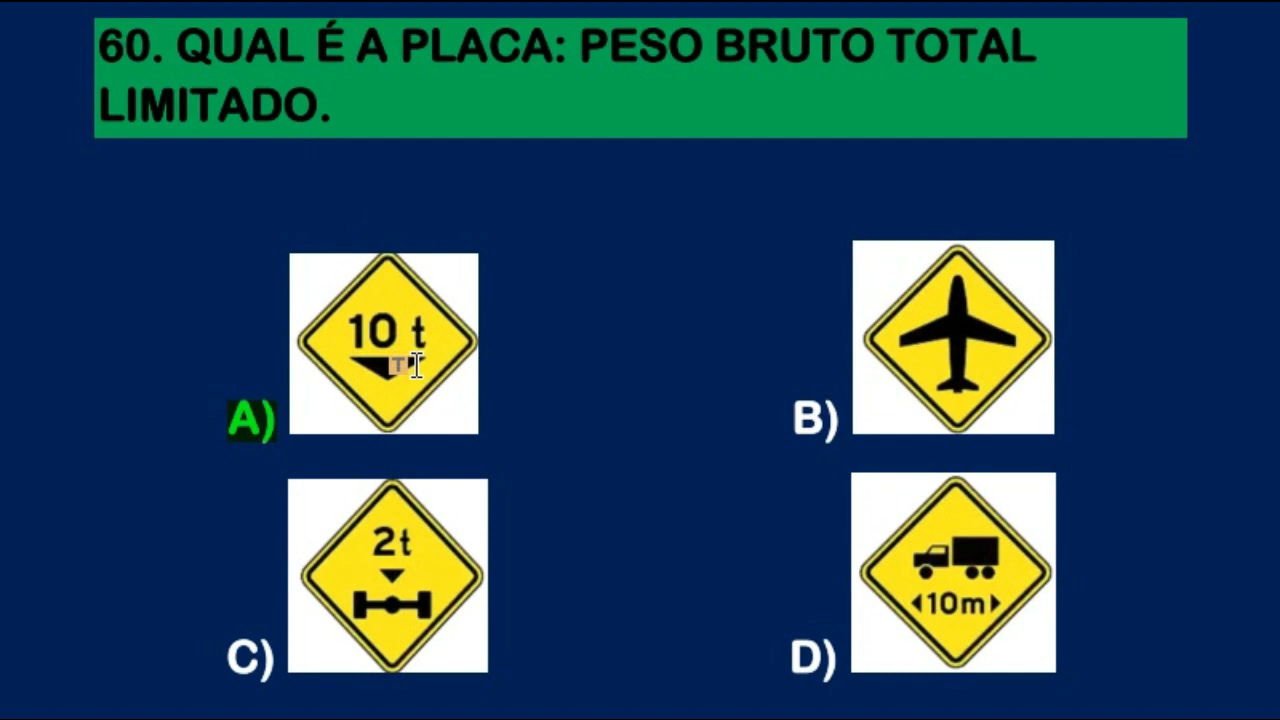 60. QUAL É A PLACA: PESO BRUTO TOTAL
LIMITADO.
10 t
T
A)
B)
2t
C)
10m
D)